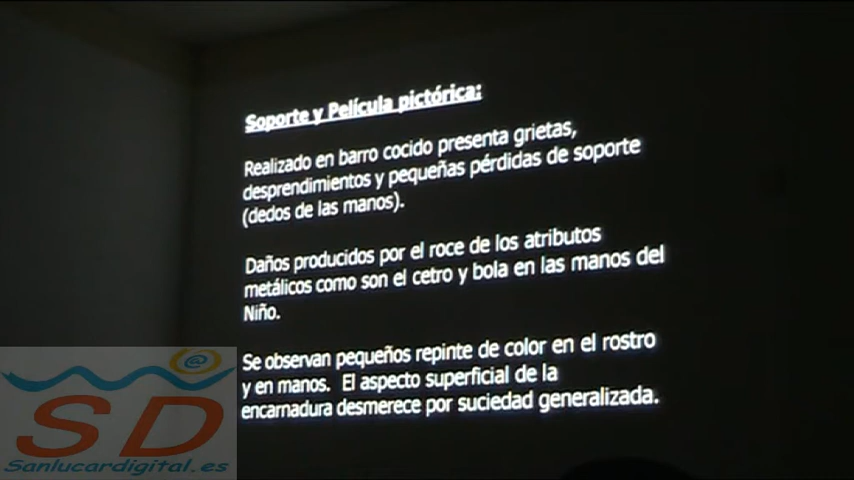 Soporte y Película pictórica:
Realizado en barro cocido presenta grietas,
desprendimientos y pequeñas pérdidas de soporte
(dedos de las manos).
Daños producidos por el roce de los atributos
metálicos como son el cetro y bola en las manos del
Niño.
Se observan pequeños repinte de color en el rostro
y en manos. El aspecto superficial de la
encarnadura desmerece por suciedad generalizada.
@
SD
Sanlucardigital.es